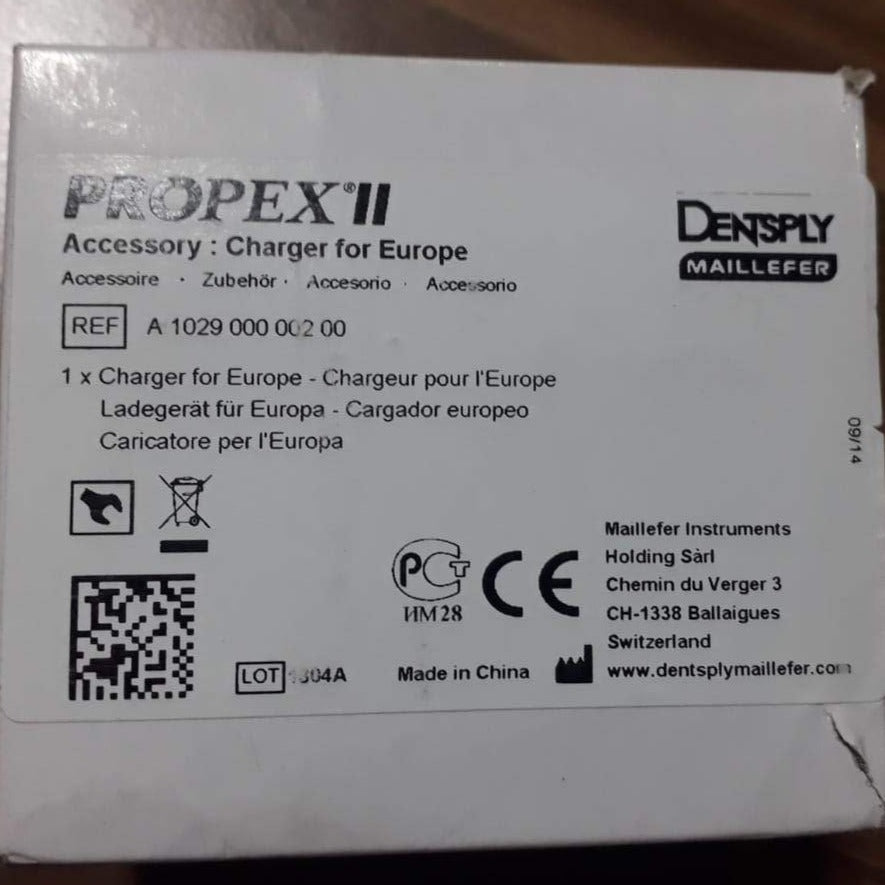 PROPEX® II
Accessory : Charger for Europe
Accessoire · Zubehör · Accesorio · Accessorio
REF A 1029 000 002 00
1 x Charger for Europe - Chargeur pour l'Europe
Ladegerät für Europa - Cargador europeo
Caricatore per l'Europa
DENTSPLY
MAILLEFER
09/14
РСТ
ИМ28
CE
Maillefer Instruments
Holding Sàrl
Chemin du Verger 3
CH-1338 Ballaigues
Switzerland
www.dentsplymaillefer.com
LOT
Made in China